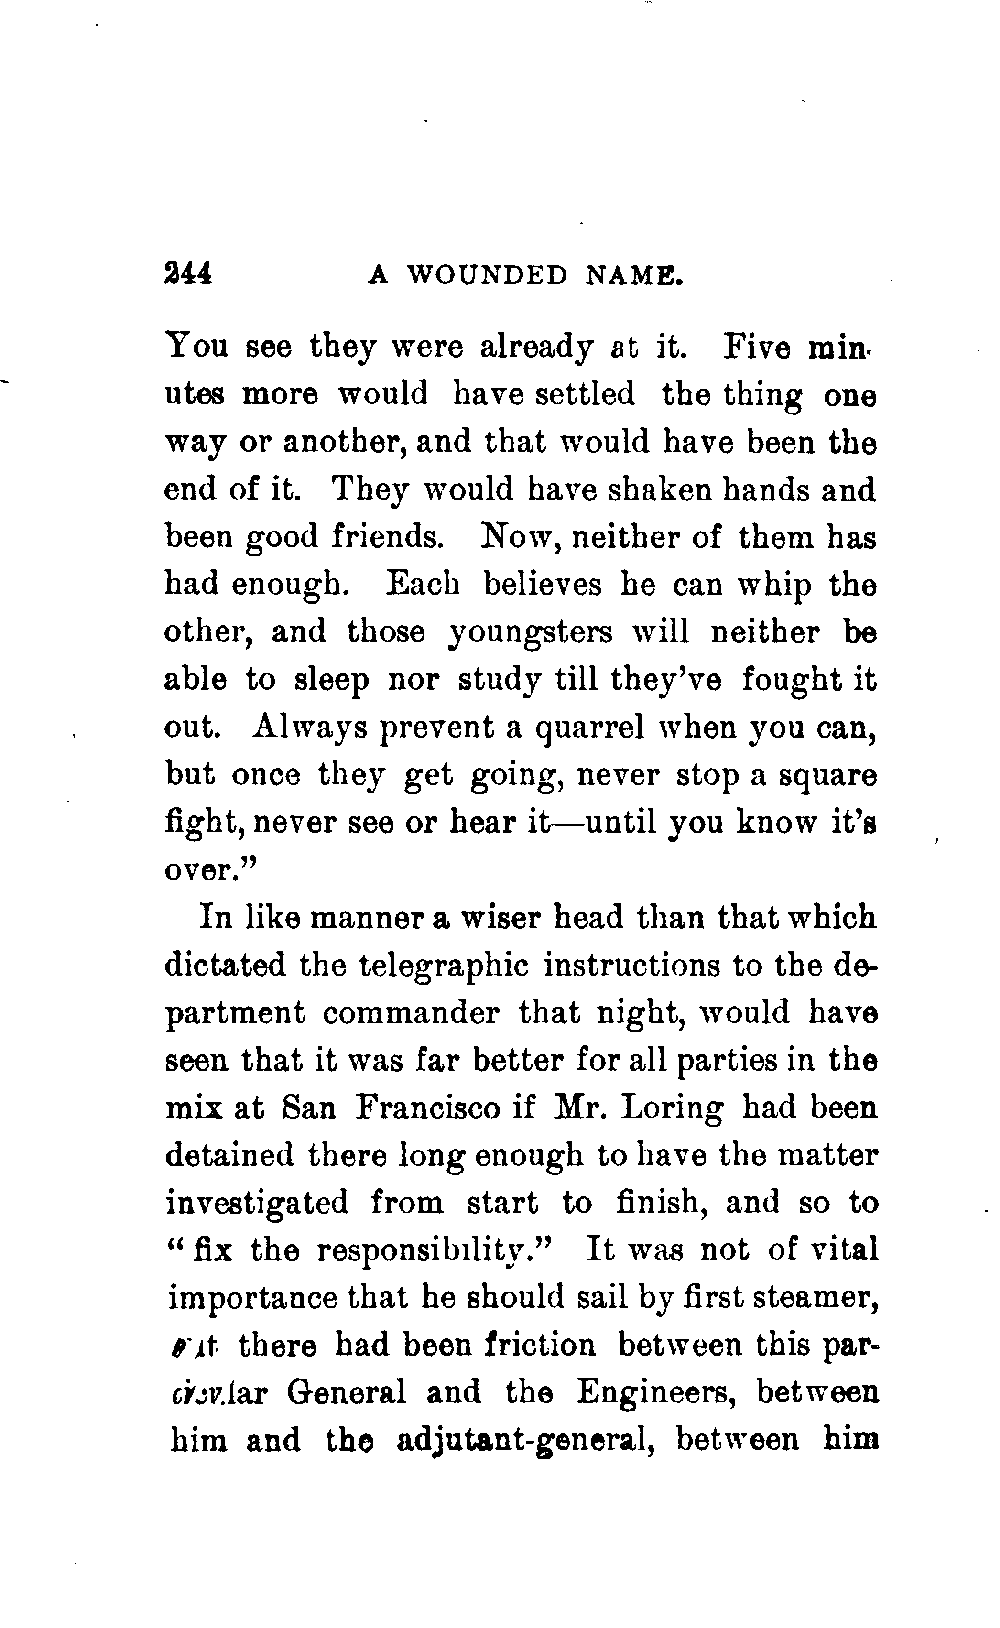 244 A WOUNDED NAME.
You see they were already at it. Five min-
utes more would have settled the thing one
way or another, and that would have been the
end of it. They would have shaken hands and
been good friends. Now, neither of them has
had enough. Each believes he can whip the
other, and those youngsters will neither be
able to sleep nor study till they've fought it
out. Always prevent a quarrel when you can,
but once they get going, never stop a square
fight, never see or hear it—until you know it's
over."
In like manner a wiser head than that which
dictated the telegraphic instructions to the de-
partment commander that night, would have
seen that it was far better for all parties in the
mix at San Francisco if Mr. Loring had been
detained there long enough to have the matter
investigated from start to finish, and so to
"fix the responsibility." It was not of vital
importance that he should sail by first steamer,
there had been friction between this par-
General and the Engineers, between
him and the adjutant-general, between him